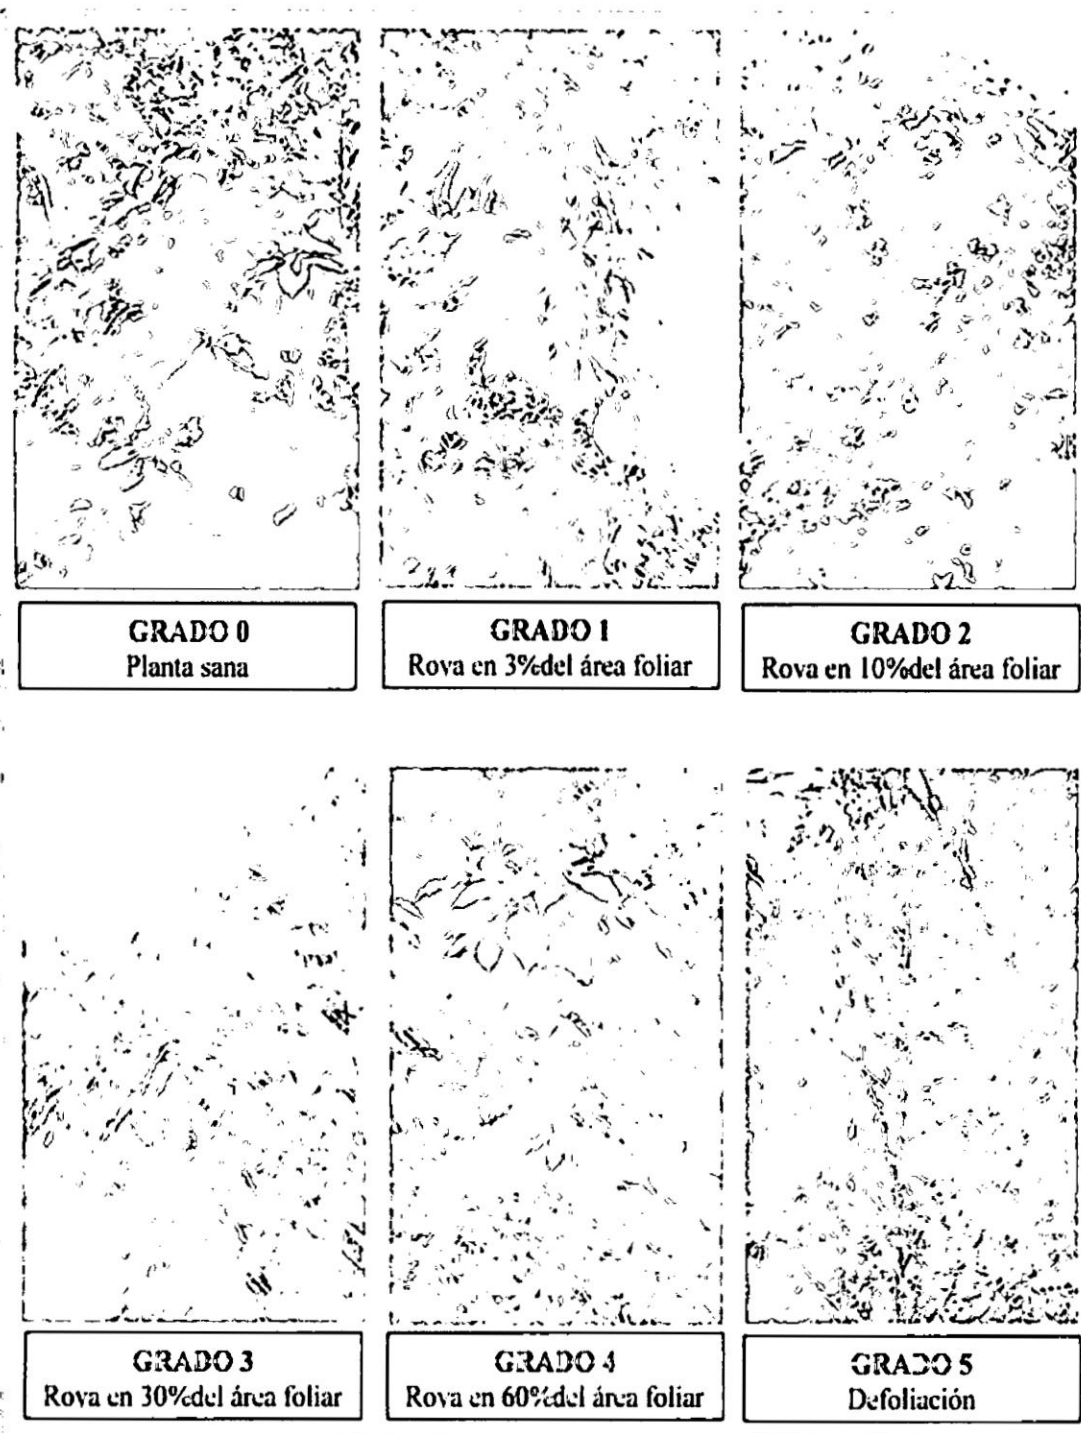 GRADO 0
Planta sana
GRADO 1
Rova en 3%del área foliar
GRADO 2
Rova en 10%del área foliar
GRADO 3
Rova en 30%del área foliar
GRADO 4
Rova en 60%del área foliar
GRADO 5
Defoliación